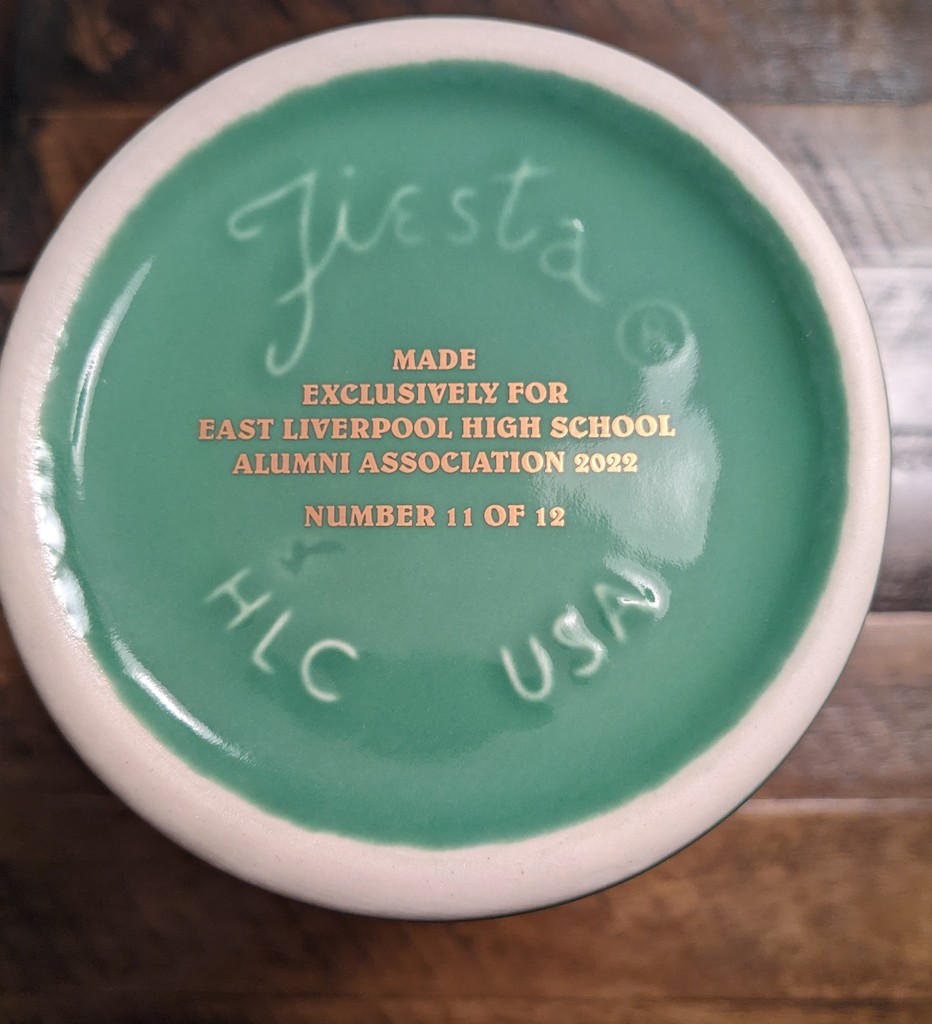 Fiesta ®
MADE
EXCLUSIVELY FOR
EAST LIVERPOOL HIGH SCHOOL
ALUMNI ASSOCIATION 2022
NUMBER 11 OF 12
HLC USA